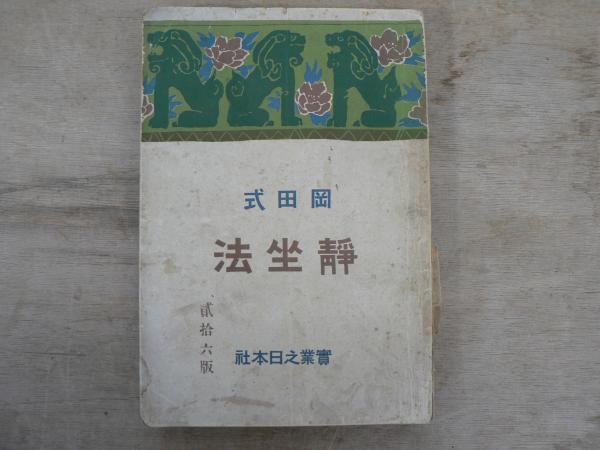 式田岡
法坐靜
貳拾六版
社本日之業實